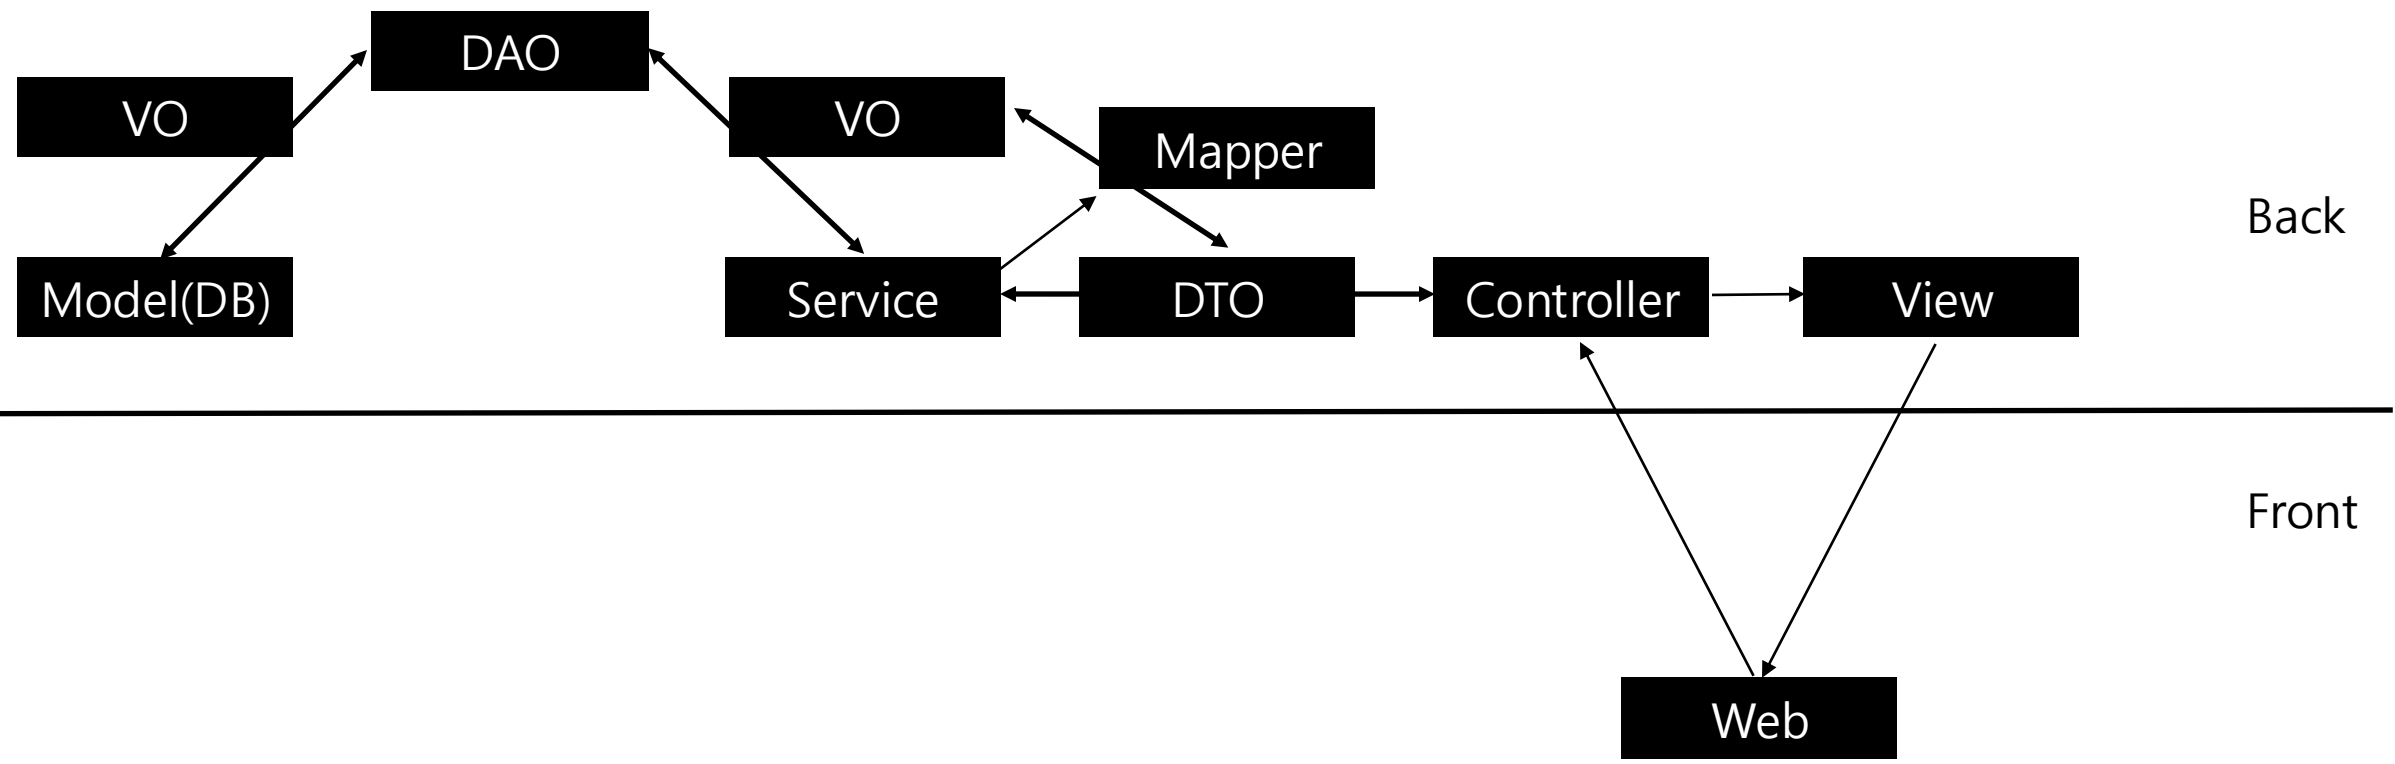 DAO
VO
VO
Mapper
Back
Model(DB)
Service
DTO
Controller
View
Front
Web